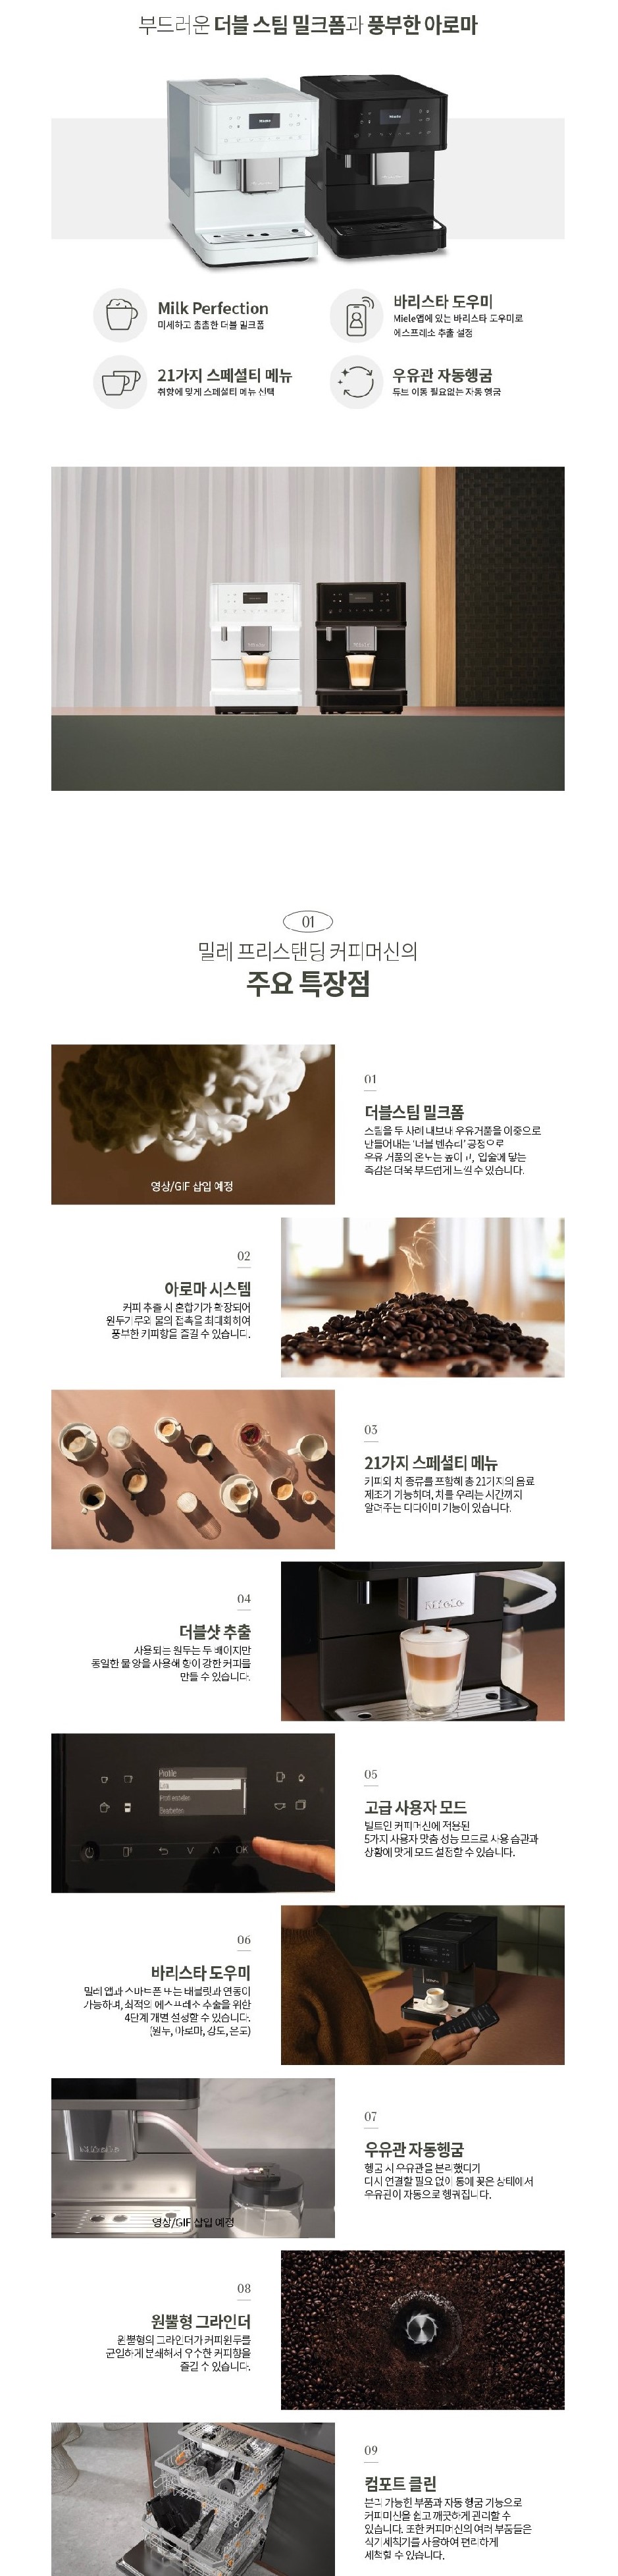 부드러운 더블 스팀 밀크폼과 풍부한 아로마
Miele
Miele
Milk Perfection
미세하고 촘촘한 더블 밀크폼
바리스타 도우미
Miele앱에 있는 바리스타 도우미로
에스프레소 추출 설정
21가지 스페셜티 메뉴
취향에 맞게 스페셜티 메뉴 선택
우유관 자동헹굼
튜브 이동 필요없는 자동 헹굼
01
밀레 프리스탠딩 커피머신의
주요 특장점
영상/GIF 삽입 예정
01
더블스팀 밀크폼
스팀을 두 차례 내보내 우유거품을 이중으로
만들어내는 '더블 벤츄리' 공정으로
우유 거품의 온도는 높이고, 입술에 닿는
촉감은 더욱 부드럽게 느낄 수 있습니다.
02
아로마 시스템
커피 추출 시 혼합기가 확장되어
원두가루와 물의 접촉을 최대화하여
풍부한 커피향을 즐길 수 있습니다.
03
21가지 스페셜티 메뉴
커피와 차 종류를 포함해 총 21가지의 음료
제조가 가능하며, 차를 우리는 시간까지
알려주는 티타이머 기능이 있습니다.
04
더블샷 추출
사용되는 원두는 두 배이지만
동일한 물 양을 사용해 향이 강한 커피를
만들 수 있습니다.
Miele
Profile
Profil erstellen
Bearbeiten
OK
05
고급 사용자 모드
빌트인 커피머신에 적용된
5가지 사용자 맞춤 성능 모드로 사용 습관과
상황에 맞게 모드 설정할 수 있습니다.
06
바리스타 도우미
밀레 앱과 스마트폰 또는 태블릿과 연동이
가능하며, 최적의 에스프레소 추출을 위한
4단계 개별 설정할 수 있습니다.
(원두, 아로마, 강도, 온도)
영상/GIF 삽입 예정
07
우유관 자동헹굼
헹굼 시 우유관을 분리했다가
다시 연결할 필요 없이 통에 꽂은 상태에서
우유관이 자동으로 헹궈집니다.
08
원뿔형 그라인더
원뿔형의 그라인더가 커피원두를
균일하게 분쇄해서 우수한 커피향을
즐길 수 있습니다.
09
컴포트 클린
분리 가능한 부품과 자동 헹굼 기능으로
커피머신을 쉽고 깨끗하게 관리할 수
있습니다. 또한 커피머신의 여러 부품들은
식기세척기를 사용하여 편리하게
세척할 수 있습니다.